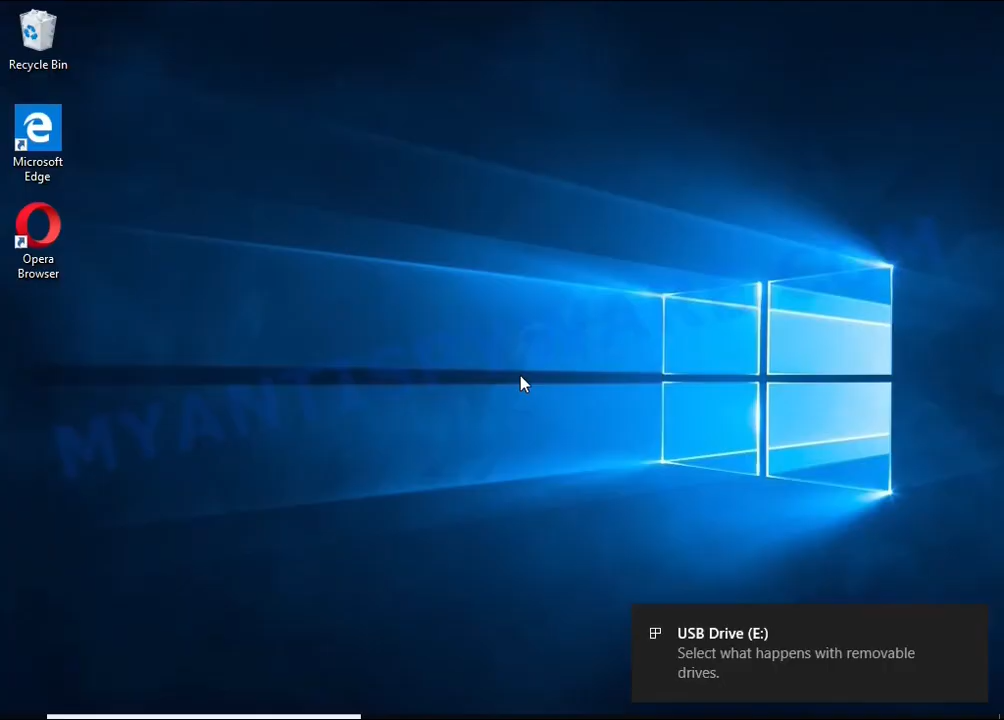 Recycle Bin
Microsoft
Edge
Opera
Browser
USB Drive (E:)
Select what happens with removable
drives.